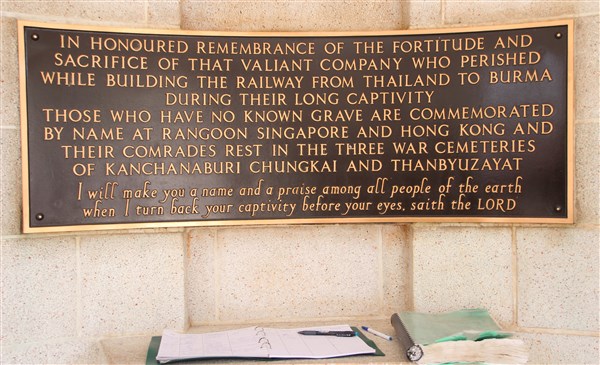 IN HONOURED REMEMBRANCE OF THE FORTITUDE AND
SACRIFICE OF THAT VALIANT COMPANY WHO PERISHED
WHILE BUILDING THE RAILWAY FROM THAILAND TO BURMA
DURING THEIR LONG CAPTIVITY
THOSE WHO HAVE NO KNOWN GRAVE ARE COMMEMORATED
BY NAME AT RANGOON SINGAPORE AND HONG KONG AND
THEIR COMRADES REST IN THE THREE WAR CEMETERIES
OF KANCHANABURI CHUNGKAI AND THANBYUZAYAT
I will make you a name and a praise among all people of the earth
when I turn back your captivity before your eyes, saith the LORD